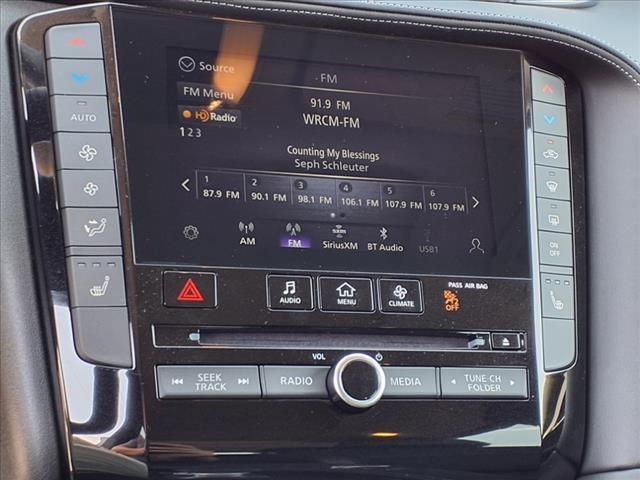 Source
FM
FM Menu
91.9 FM
WRCM-FM
HD Radio
1 2 3
Counting My Blessings
Seph Schleuter
1 2 3 4 5 6
87.9 FM 90.1 FM 98.1 FM 106.1 FM 107.9 FM 107.9 FM
AM FM SiriusXM BT Audio USB1
AUTO
ON
OFF
AUDIO MENU CLIMATE
PASS AIR BAG
OFF
VOL
SEEK
TRACK
RADIO
MEDIA
TUNE·CH
FOLDER